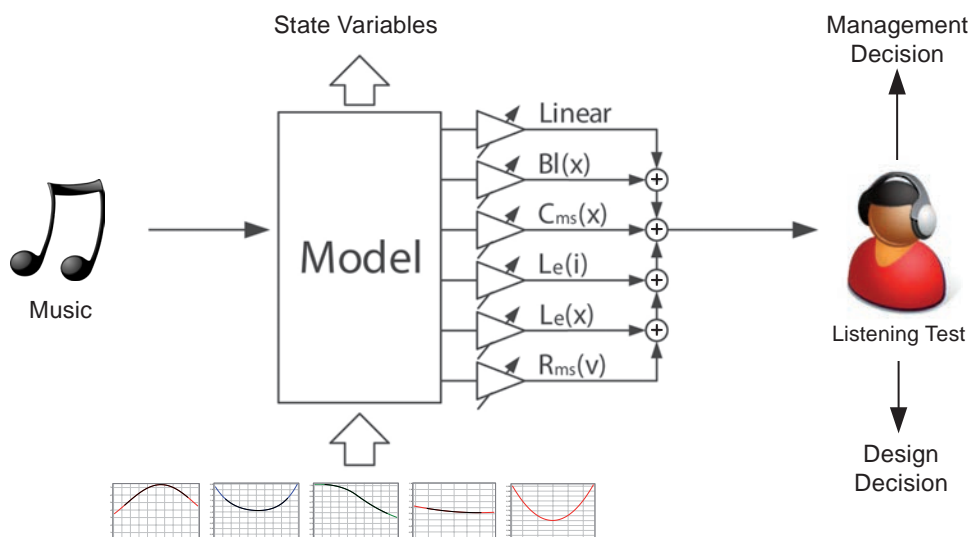 State Variables
Management
Decision
Linear
Bl(x)
Cms(x)
Model
Le(i)
Music
Le(x)
Listening Test
Rms(v)
Design
Decision